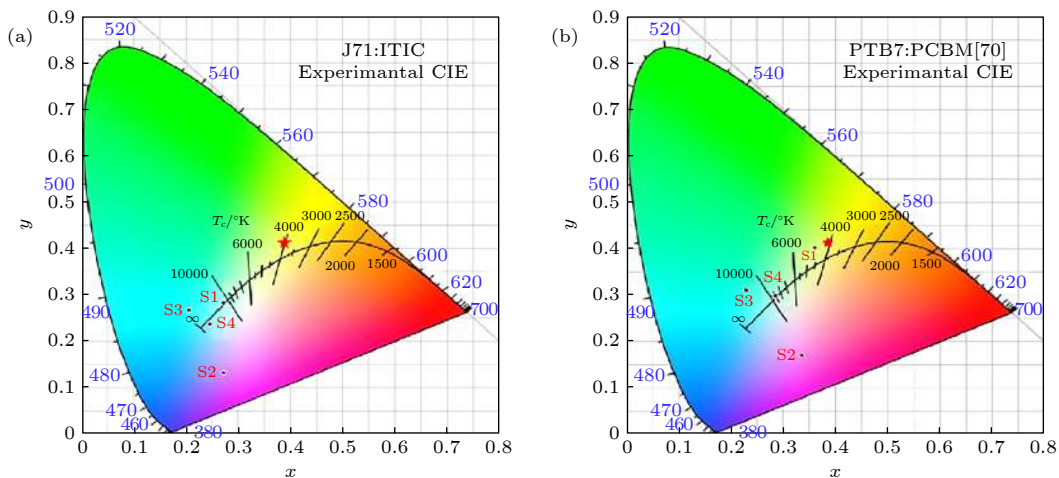 (a)
J71:ITIC
Experimantal CIE
0.9
0.8
0.7
0.6
0.5
0.4
0.3
0.2
0.1
0
y
520
540
560
580
600
620
700
500
490
480
470
460
380
Tc/°K
10000
6000
4000
3000
2500
2000
1500
∞
S1
S3
S4
S2
0 0.1 0.2 0.3 0.4 0.5 0.6 0.7 0.8
x
(b)
PTB7:PCBM[70]
Experimantal CIE
0.9
0.8
0.7
0.6
0.5
0.4
0.3
0.2
0.1
0
y
520
540
560
580
600
620
700
500
490
480
470
460
380
Tc/°K
10000
6000
4000
3000
2500
2000
1500
∞
S1
S4
S3
S2
0 0.1 0.2 0.3 0.4 0.5 0.6 0.7 0.8
x